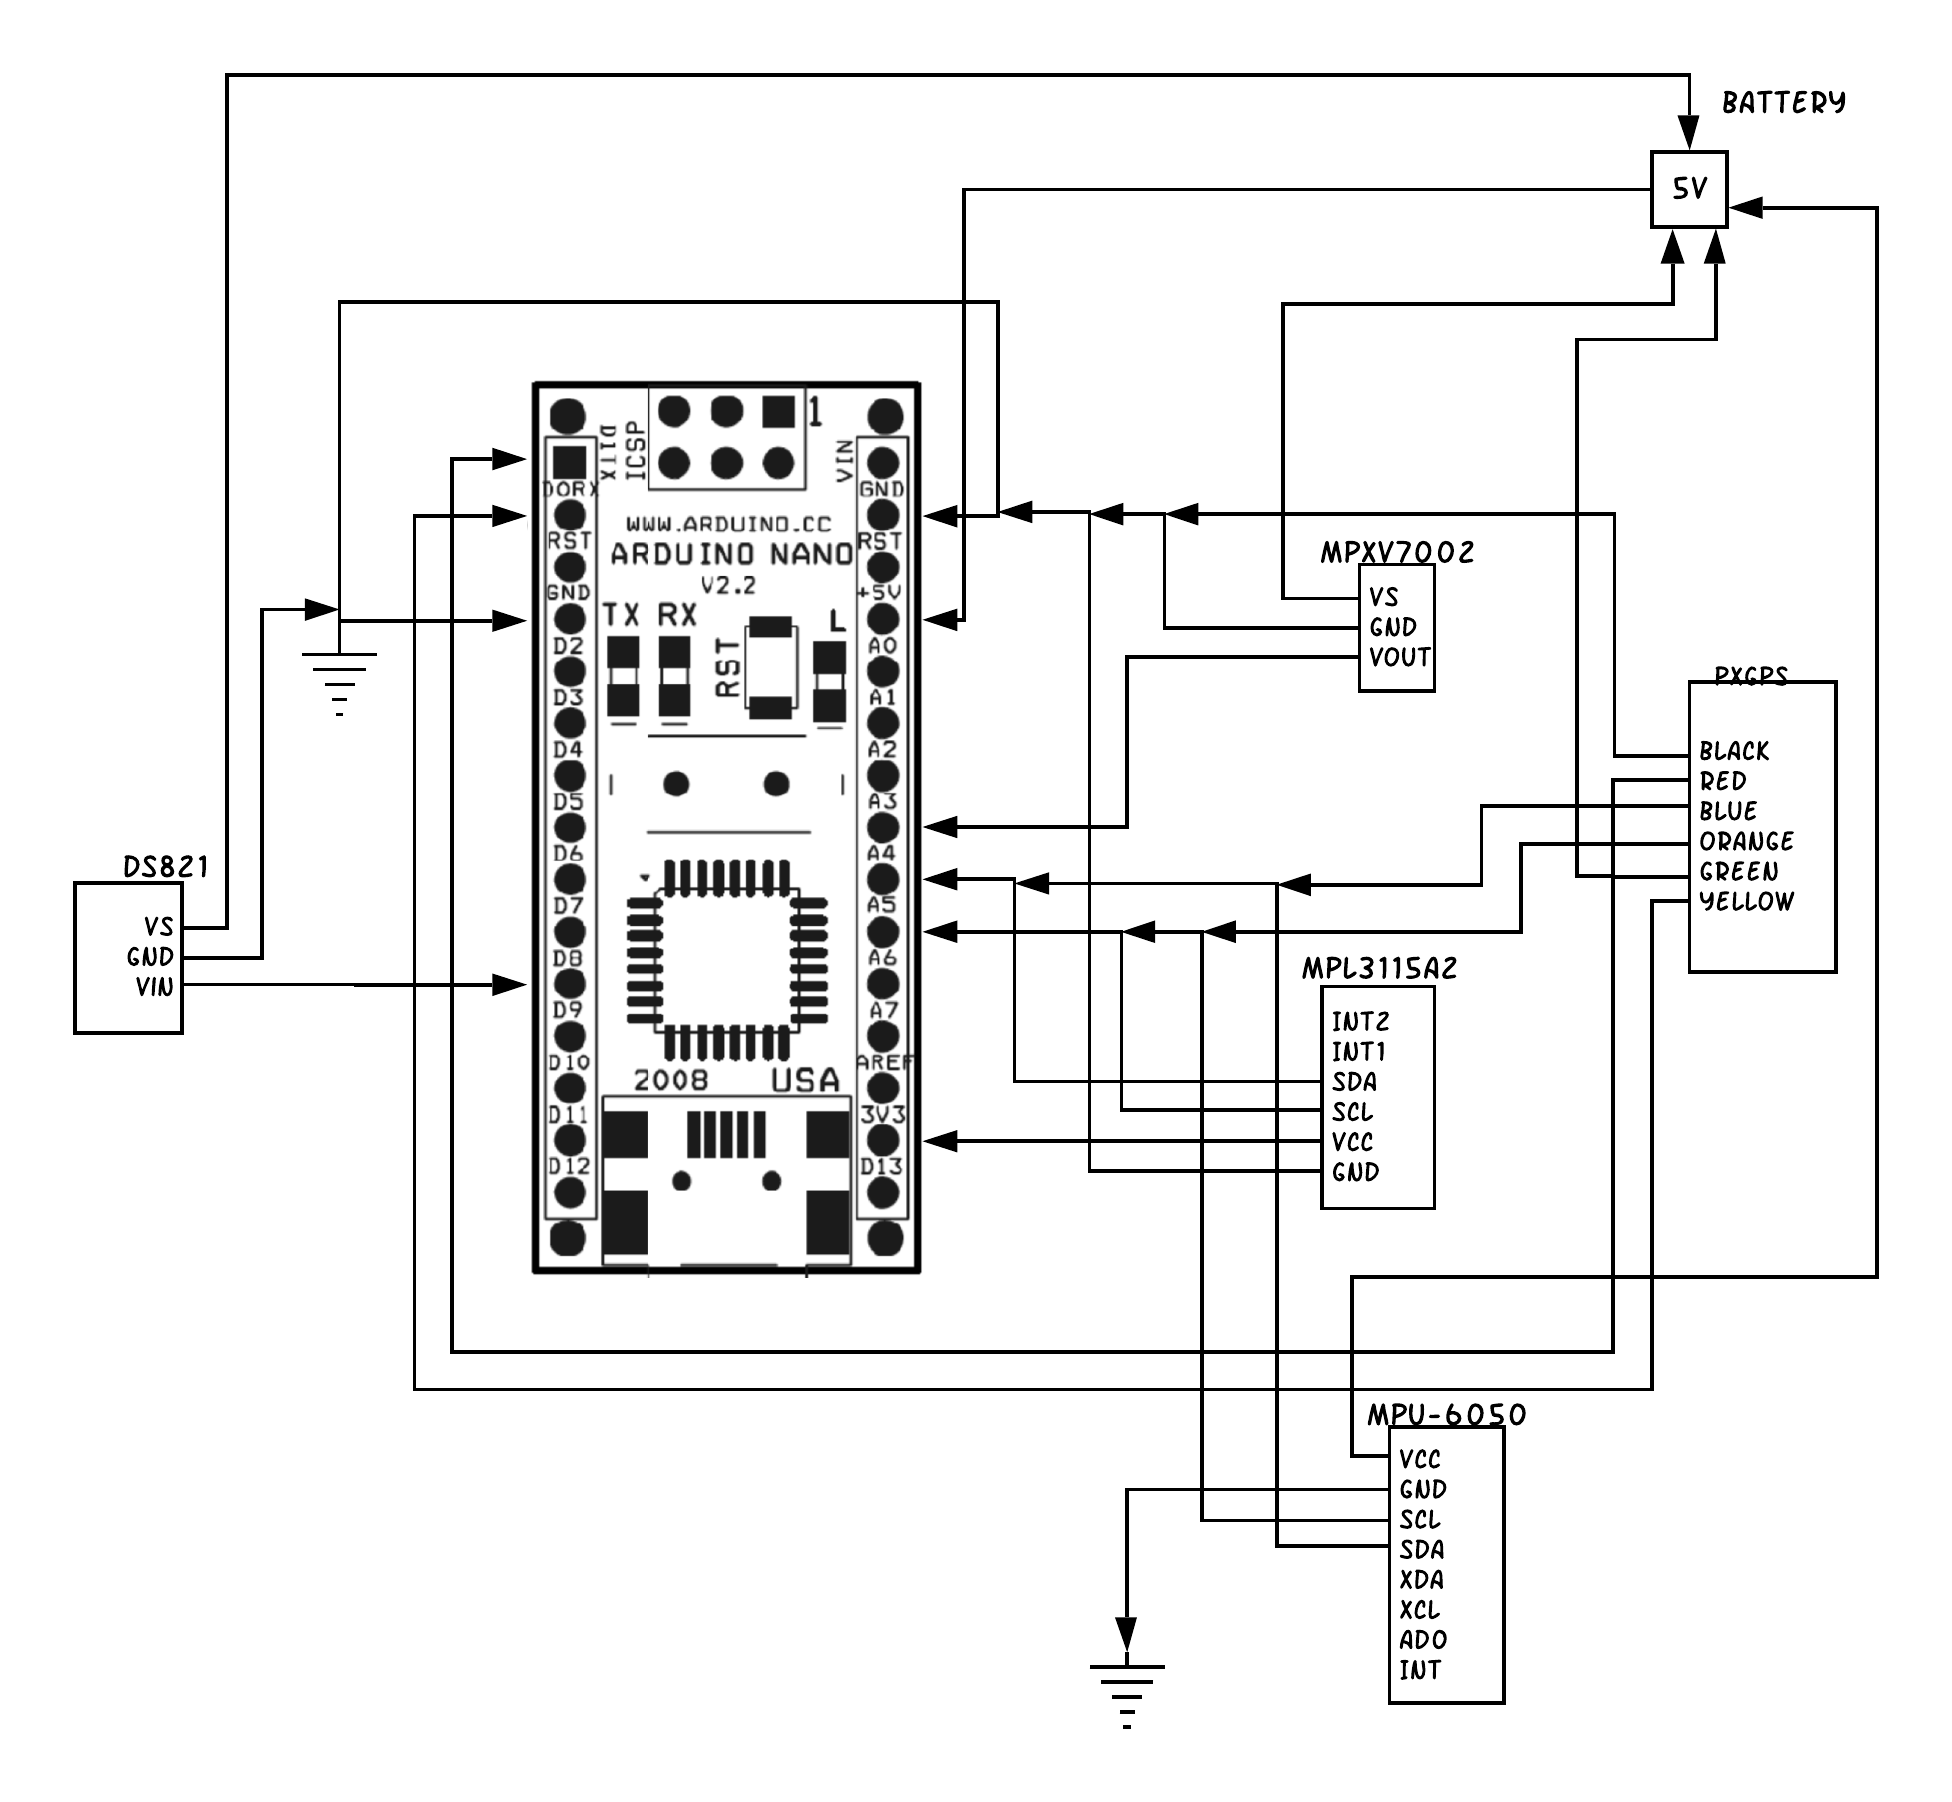 BATTERY
5V
D1TX
ICSP
1
VIN
D0RX
GND
WWW.ARDUINO.CC
RST
ARDUINO NANO
RST
V2.2
GND
+5V
TX RX
L
RST
D2
A0
D3
A1
D4
A2
D5
A3
D6
A4
D7
A5
D8
A6
D9
A7
D10
AREF
2008 USA
D11
3V3
D12
D13
MPXV7002
VS
GND
VOUT
PXGPS
BLACK
RED
BLUE
ORANGE
GREEN
YELLOW
DS821
VS
GND
VIN
MPL3115A2
INT2
INT1
SDA
SCL
VCC
GND
MPU-6050
VCC
GND
SCL
SDA
XDA
XCL
ADO
INT